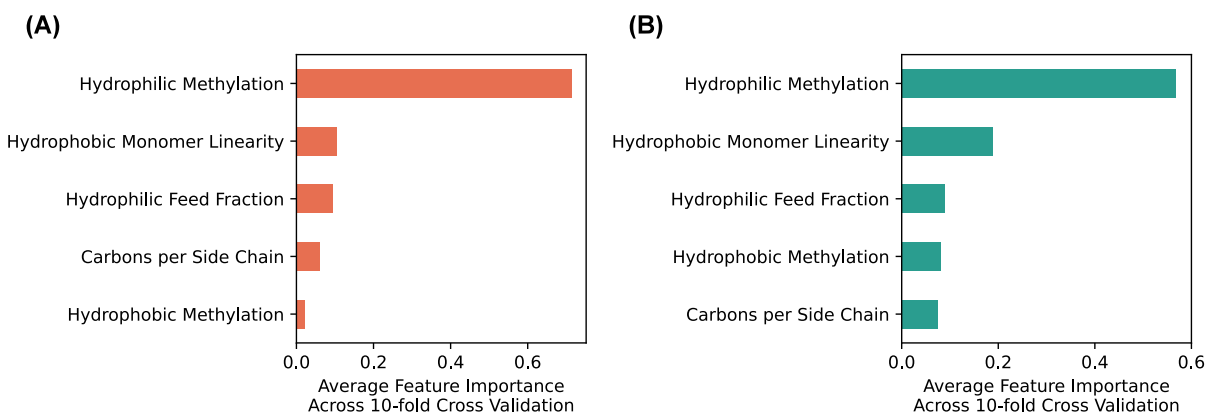 (A)
Hydrophilic Methylation
Hydrophobic Monomer Linearity
Hydrophilic Feed Fraction
Carbons per Side Chain
Hydrophobic Methylation
0.0 0.2 0.4 0.6
Average Feature Importance
Across 10-fold Cross Validation
(B)
Hydrophilic Methylation
Hydrophobic Monomer Linearity
Hydrophilic Feed Fraction
Hydrophobic Methylation
Carbons per Side Chain
0.0 0.2 0.4 0.6
Average Feature Importance
Across 10-fold Cross Validation